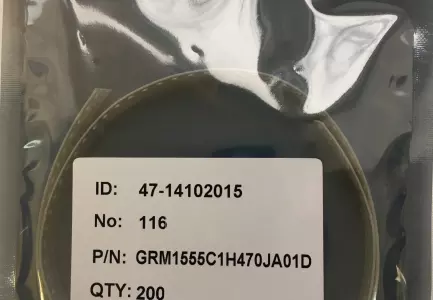 ID: 47-14102015
No: 116
P/N: GRM1555C1H470JA01D
QTY: 200